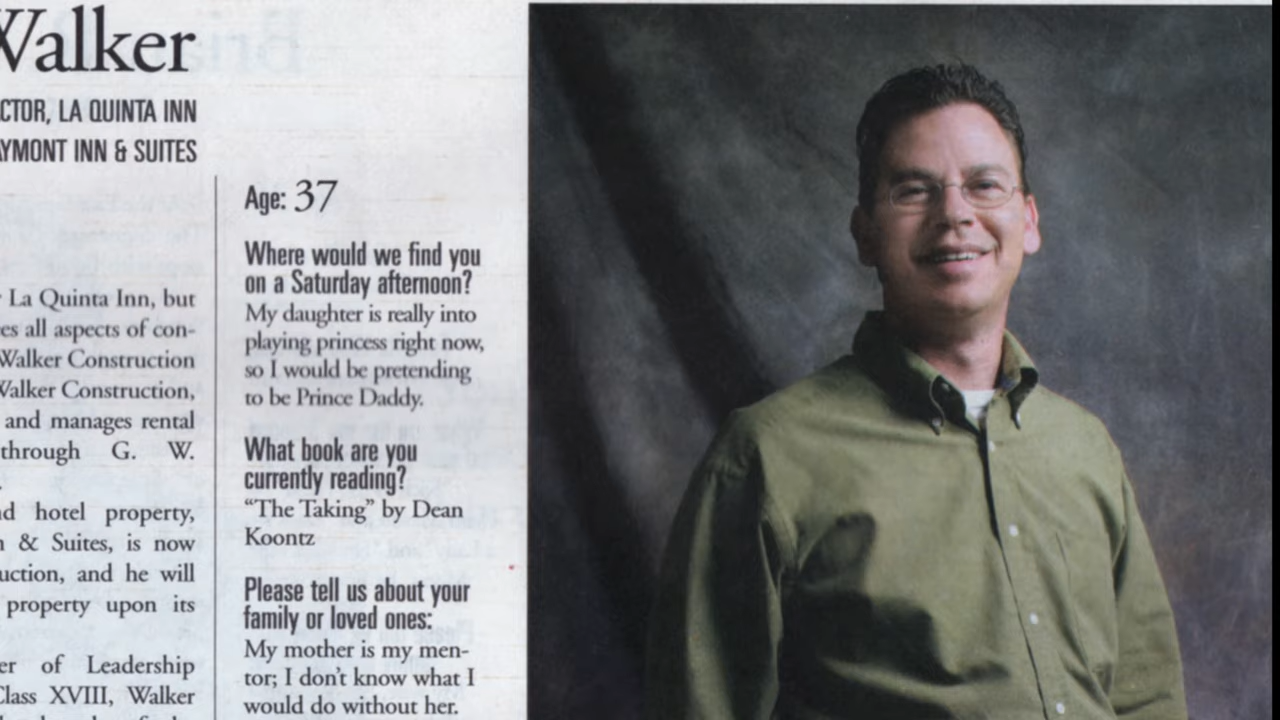 Walker
CTOR, LA QUINTA INN
AYMONT INN & SUITES
La Quinta Inn, but
es all aspects of con-
Walker Construction
Walker Construction,
and manages rental
through G. W.
nd hotel property,
& Suites, is now
uction, and he will
property upon its
er of Leadership
Class XVIII, Walker
Age: 37
Where would we find you
on a Saturday afternoon?
My daughter is really into
playing princess right now,
so I would be pretending
to be Prince Daddy.
What book are you
currently reading?
“The Taking” by Dean
Koontz
Please tell us about your
family or loved ones:
My mother is my men-
tor; I don't know what I
would do without her.